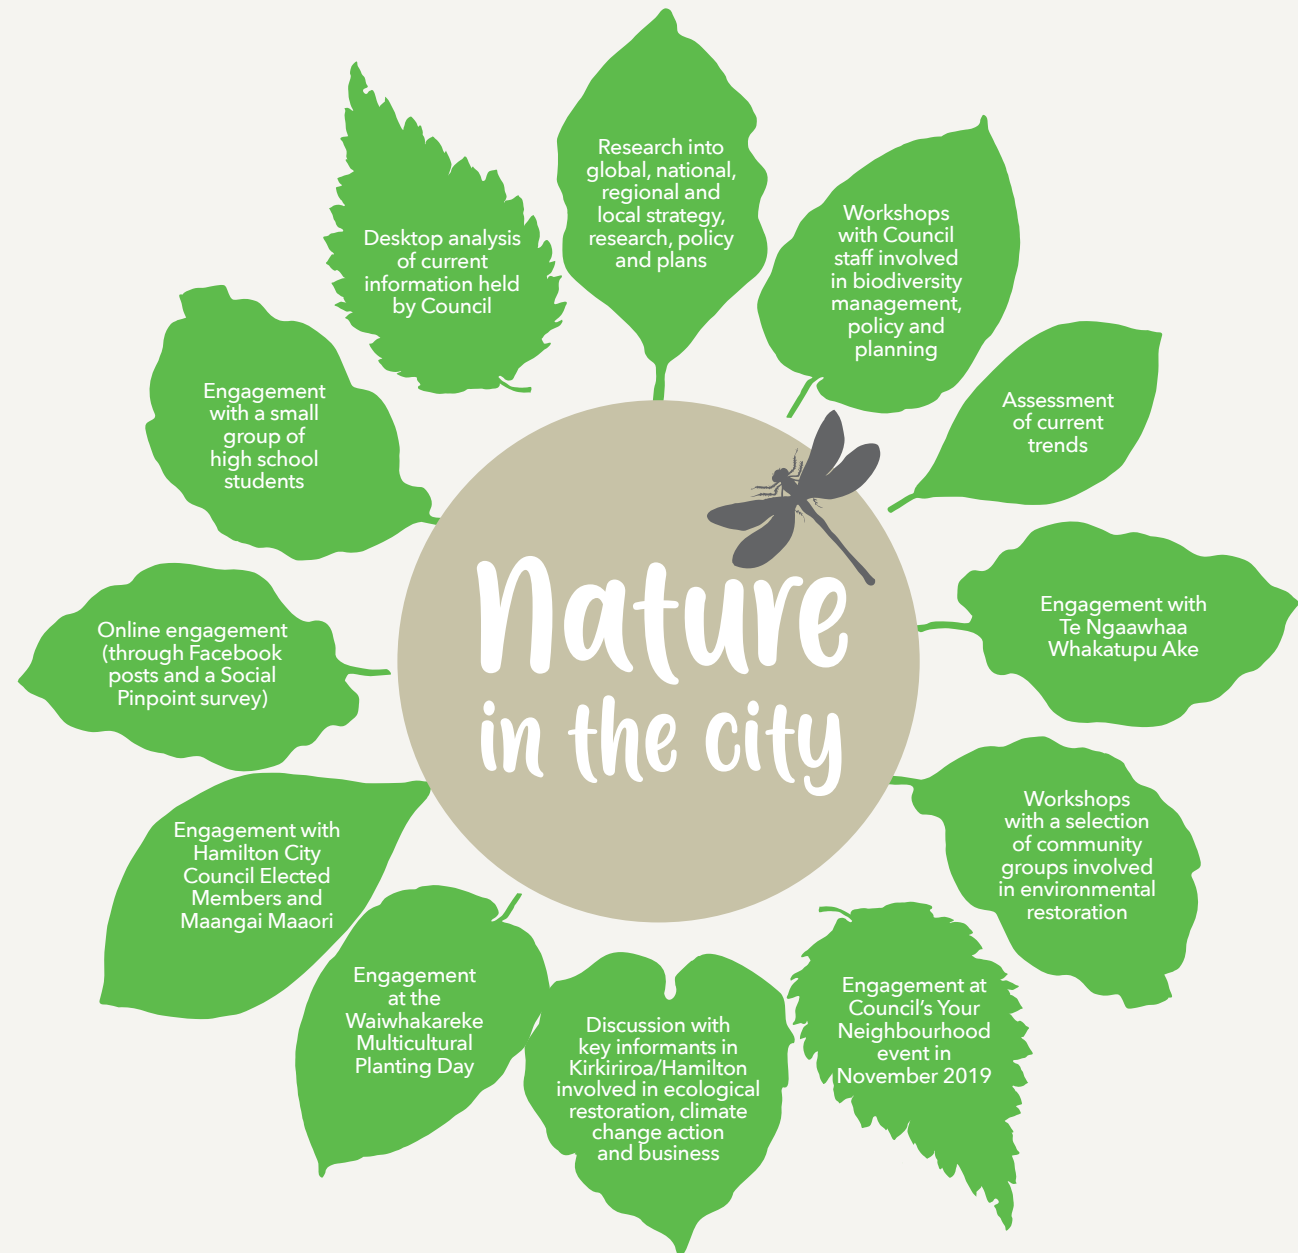 Research into
global, national,
regional and
local strategy,
research, policy
and plans
Workshops
with Council
staff involved
in biodiversity
management,
policy and
planning
Assessment
of current
trends
Engagement with
Te Ngaawhaa
Whakatupu Ake
Workshops
with a selection
of community
groups involved
in environmental
restoration
Engagement at
Council’s Your
Neighbourhood
event in
November 2019
Discussion with
key informants in
Kirkiriroa/Hamilton
involved in ecological
restoration, climate
change action
and business
Engagement
at the
Waiwhakareke
Multicultural
Planting Day
Engagement with
Hamilton City
Council Elected
Members and
Maangai Maaori
Online engagement
(through Facebook
posts and a Social
Pinpoint survey)
Engagement
with a small
group of
high school
students
Desktop analysis
of current
information held
by Council
Nature
in the city